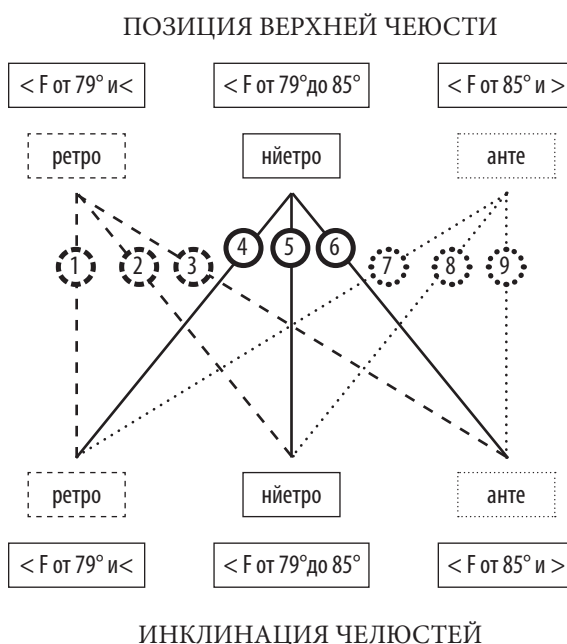 ПОЗИЦИЯ ВЕРХНЕЙ ЧЕЮСТИ
< F от 79° и< < F от 79°до 85° < F от 85° и >
ретро нйетро анте
1 2 3 4 5 6 7 8 9
ретро нйетро анте
< F от 79° и< < F от 79°до 85° < F от 85° и >
ИНКЛИНАЦИЯ ЧЕЛЮСТЕЙ